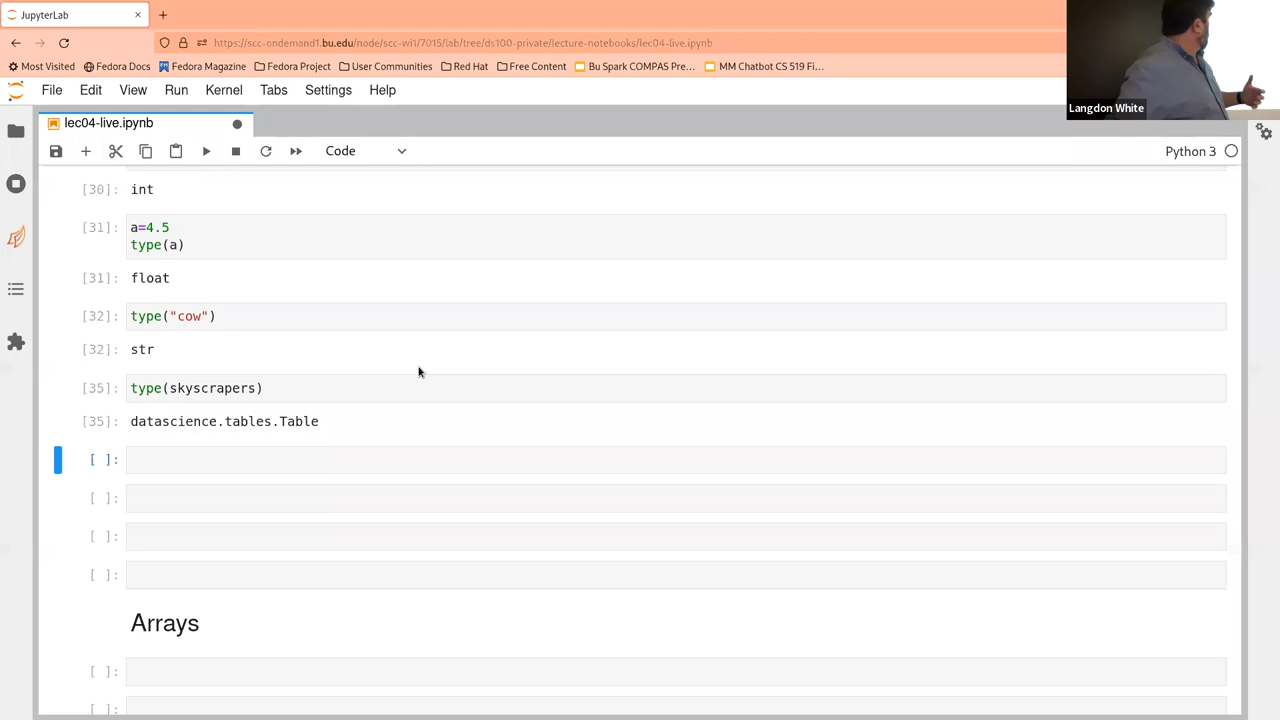 JupyterLab
https://scc-ondemand1.bu.edu/node/scc-wi1/7015/lab/tree/ds100-private/lecture-notebooks/lec04-live.ipynb
Most Visited Fedora Docs Fedora Magazine Fedora Project User Communities Red Hat Free Content Bu Spark COMPAS Pre... MM Chatbot CS 519 Fi...
Langdon White
File Edit View Run Kernel Tabs Settings Help
lec04-live.ipynb
Code
Python 3
[30]: int
[31]: a=4.5
type(a)
[31]: float
[32]: type("cow")
[32]: str
[35]: type(skyscrapers)
[35]: datascience.tables.Table
[ ]:
[ ]:
[ ]:
[ ]:
Arrays
[ ]:
[ ]: